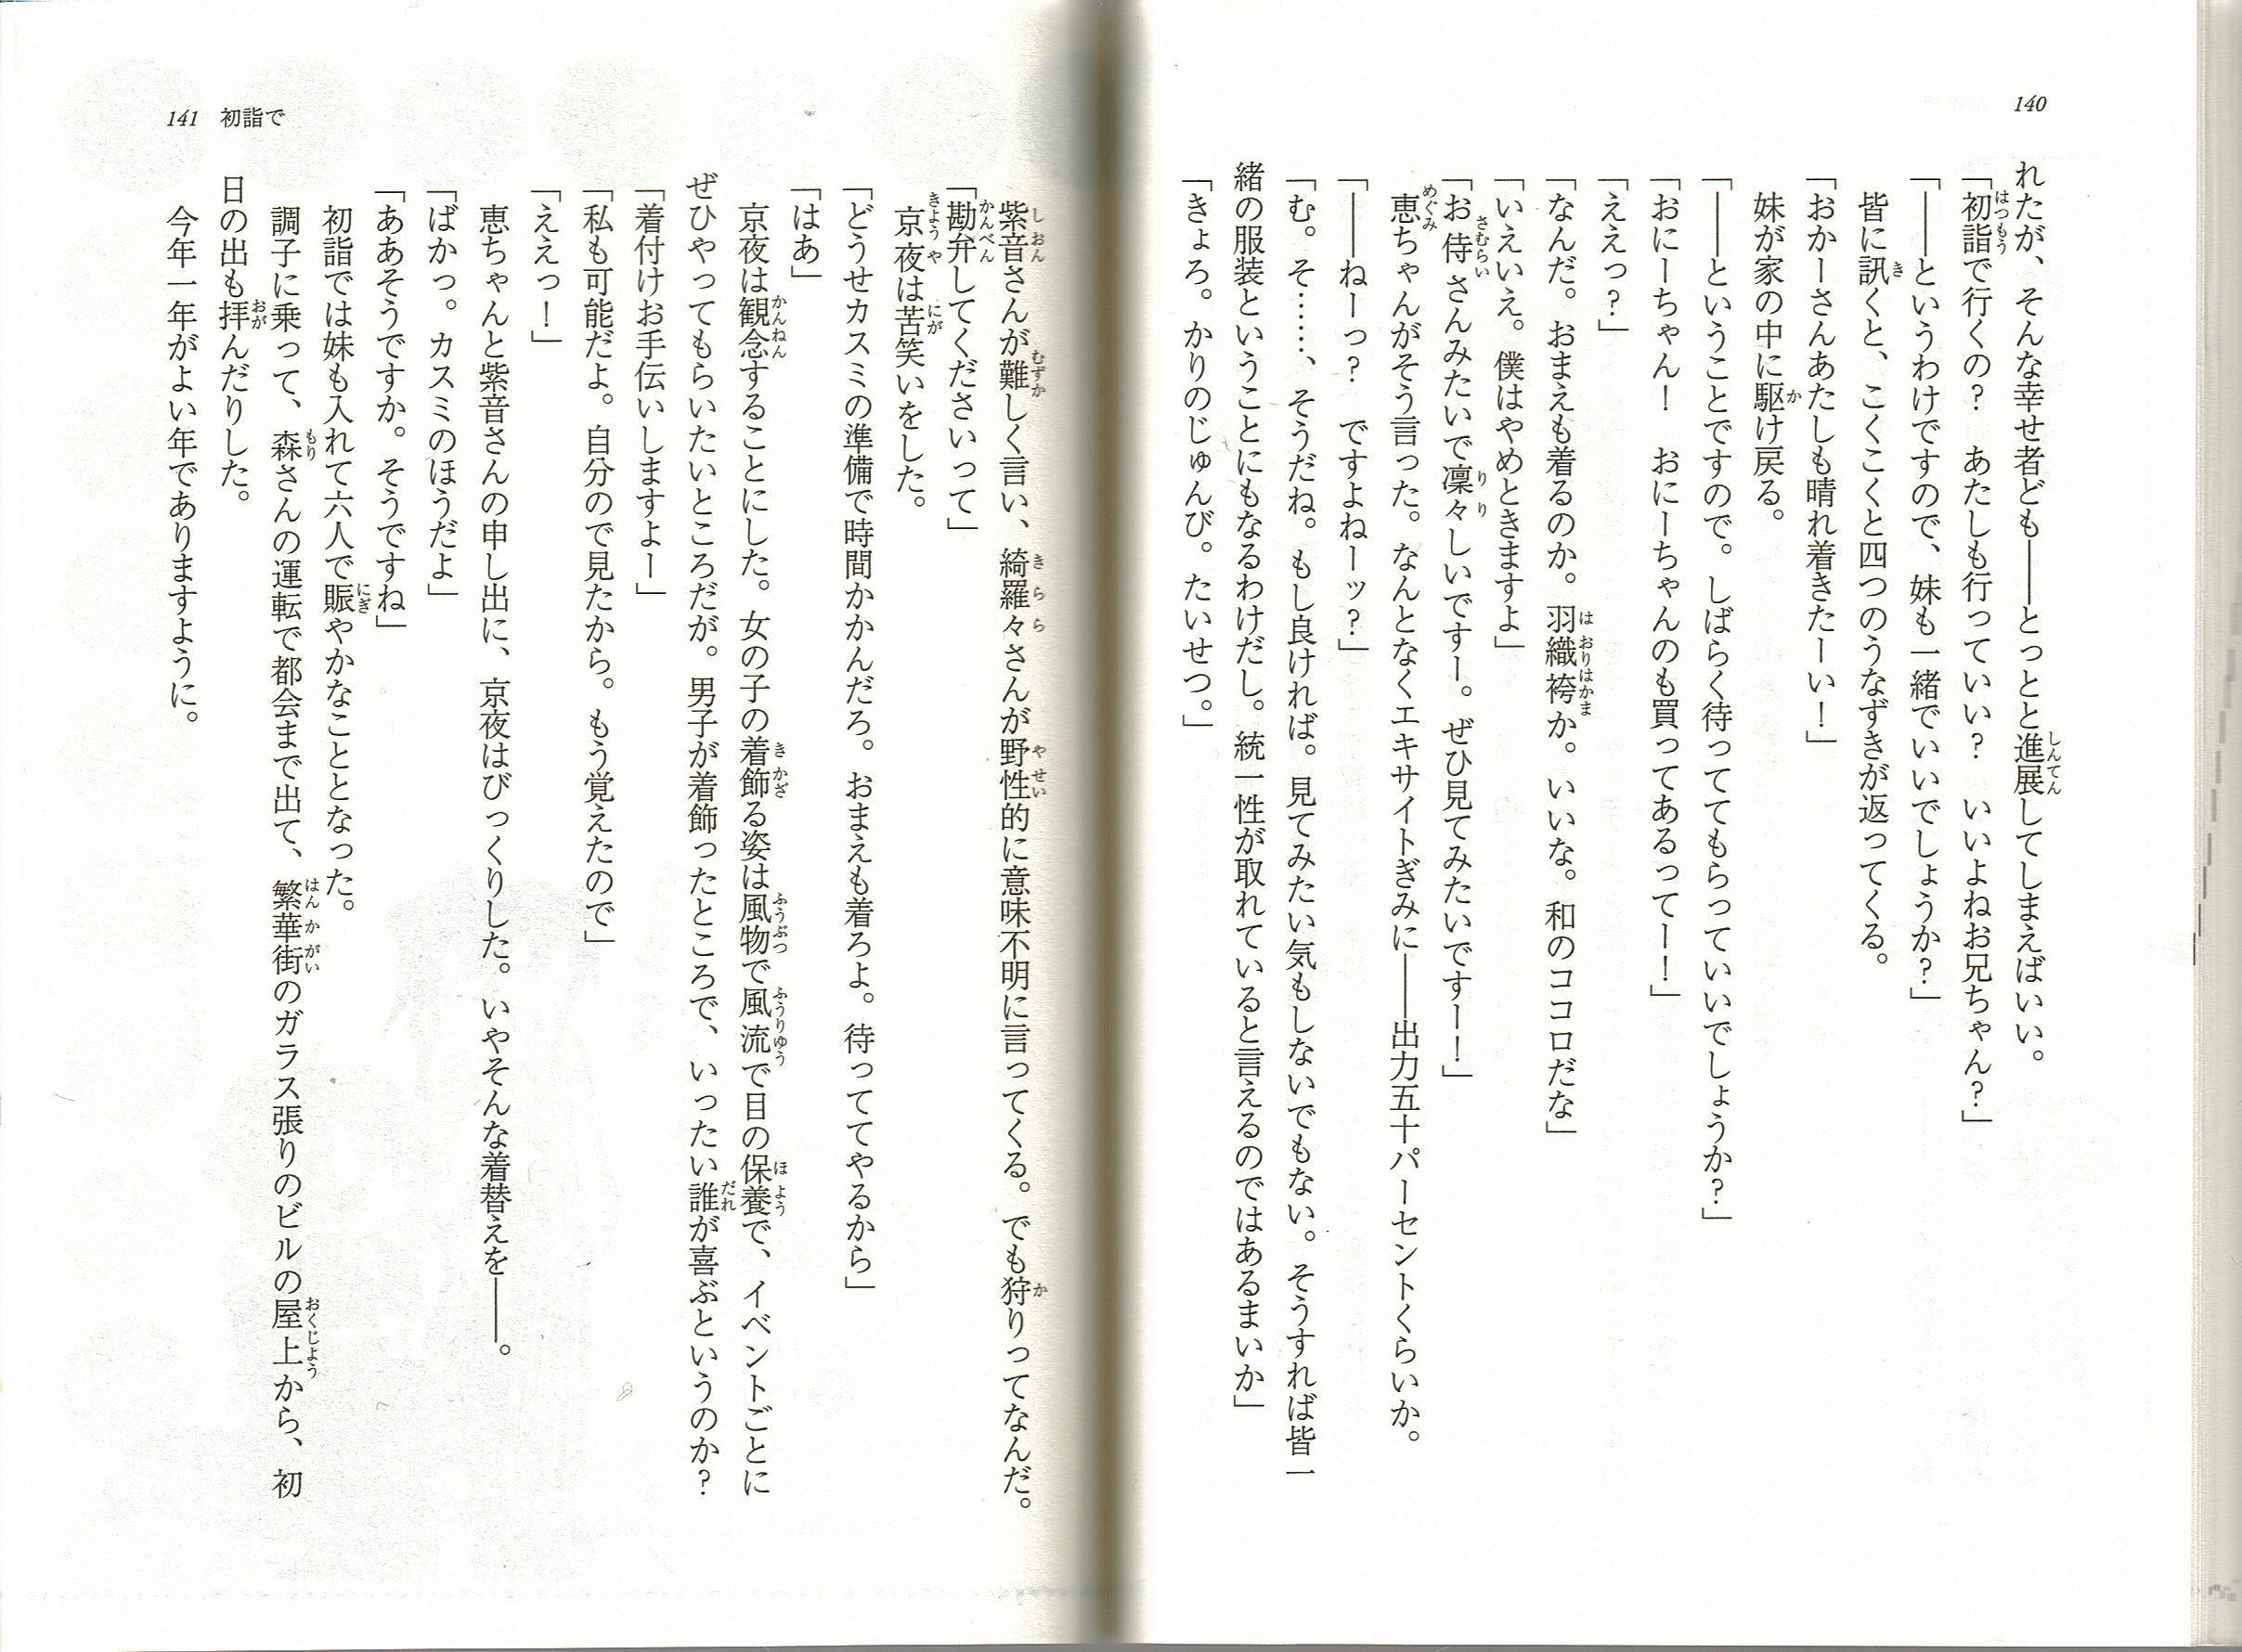 140
れたが、そんな幸せ者ども――とっとと進展してしまえばいい。
「初詣で行くの？　あたしも行っていい？　いいよねお兄ちゃん？」
「――というわけですので、妹も一緒でいいでしょうか？」
皆に訊くと、こくこくと四つのうなずきが返ってくる。
「おかーさんあたしも晴れ着きたーい！」
妹が家の中に駆け戻る。
「――ということですので。しばらく待っててもらっていいでしょうか？」
「おにーちゃん！　おにーちゃんのも買ってあるってー！」
「ええっ？」
「なんだ。おまえも着るのか。羽織袴か。いいな。和のココロだな」
「いえいえ。僕はやめときますよ」
「お侍さんみたいで凜々しいですー。ぜひ見てみたいですー！」
恵ちゃんがそう言った。なんとなくエキサイトぎみに――出力五十パーセントくらいか。
「――ねーっ？　ですよねーッ？」
「む。そ……、そうだね。もし良ければ。見てみたい気もしないでもない。そうすれば皆一
緒の服装ということにもなるわけだし。統一性が取れていると言えるのではあるまいか」
「きょろ。かりのじゅんび。たいせつ。」
紫音さんが難しく言い、綺羅々さんが野性的に意味不明に言ってくる。でも狩りってなんだ。
「勘弁してくださいって」
京夜は苦笑いをした。
「どうせカスミの準備で時間かかんだろ。おまえも着ろよ。待っててやるから」
「はあ」
京夜は観念することにした。女の子の着飾る姿は風物で風流で目の保養で、イベントごとに
ぜひやってもらいたいところだが。男子が着飾ったところで、いったい誰が喜ぶというのか？
「着付けお手伝いしますよー」
「私も可能だよ。自分ので見たから。もう覚えたので」
「ええっ！」
恵ちゃんと紫音さんの申し出に、京夜はびっくりした。いやそんな着替えを――。
「ばかっ。カスミのほうだよ」
「ああそうですか。そうですね」
初詣では妹も入れて六人で賑やかなこととなった。
調子に乗って、森さんの運転で都会まで出て、繁華街のガラス張りのビルの屋上から、初
日の出も拝んだりした。
今年一年がよい年でありますように。
141 初詣で